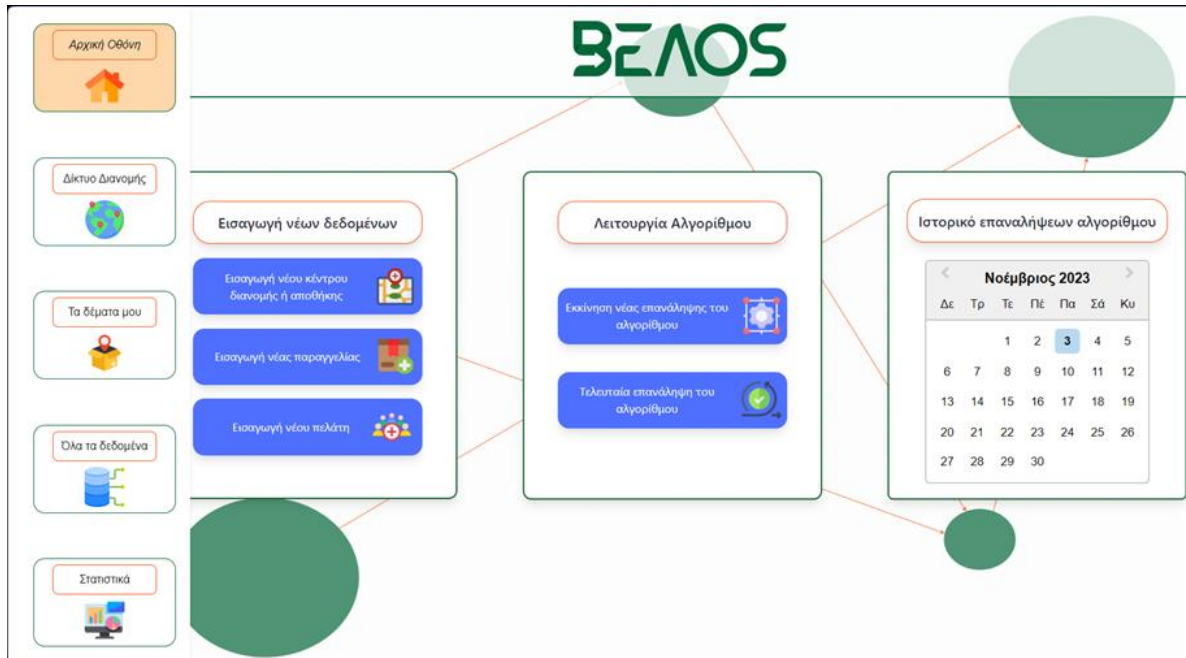 ΒΕΛΟΣ
Αρχική Οθόνη
Δίκτυο Διανομής
Τα δέματα μου
Όλα τα δεδομένα
Στατιστικά
Εισαγωγή νέων δεδομένων
Εισαγωγή νέου κέντρου
διανομής ή αποθήκης
Εισαγωγή νέας παραγγελίας
Εισαγωγή νέου πελάτη
Λειτουργία Αλγορίθμου
Εκκίνηση νέας επανάληψης του
αλγορίθμου
Τελευταία επανάληψη του
αλγορίθμου
Ιστορικό επαναλήψεων αλγορίθμου
Νοέμβριος 2023
Δε Τρ Τε Πέ Πα Σά Κυ
1 2 3 4 5
6 7 8 9 10 11 12
13 14 15 16 17 18 19
20 21 22 23 24 25 26
27 28 29 30